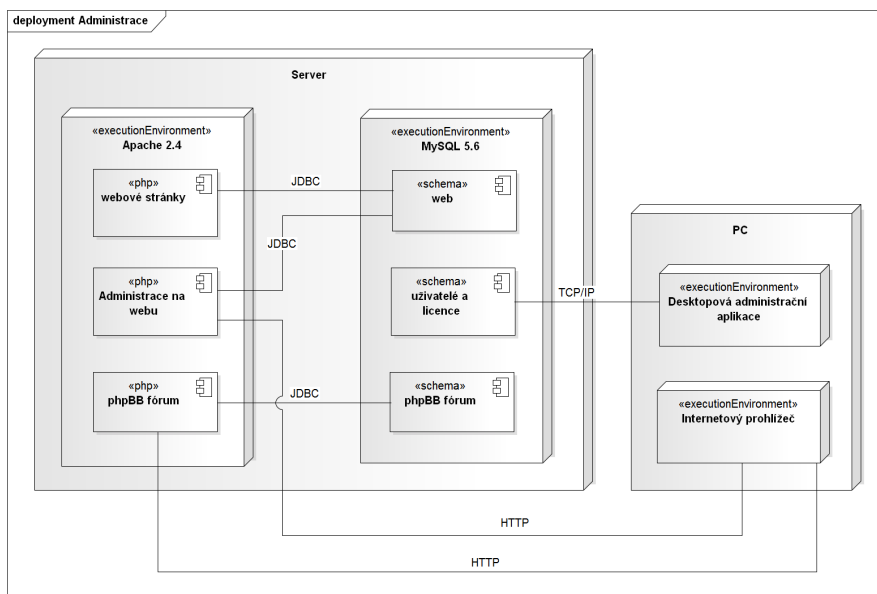 deployment Administrace
Server
«executionEnvironment»
Apache 2.4
«php»
webové stránky
«php»
Administrace na
webu
«php»
phpBB fórum
«executionEnvironment»
MySQL 5.6
«schema»
web
«schema»
uživatelé a
licence
«schema»
phpBB fórum
JDBC
JDBC
JDBC
TCP/IP
PC
«executionEnvironment»
Desktopová administrační
aplikace
«executionEnvironment»
Internetový prohlížeč
HTTP
HTTP